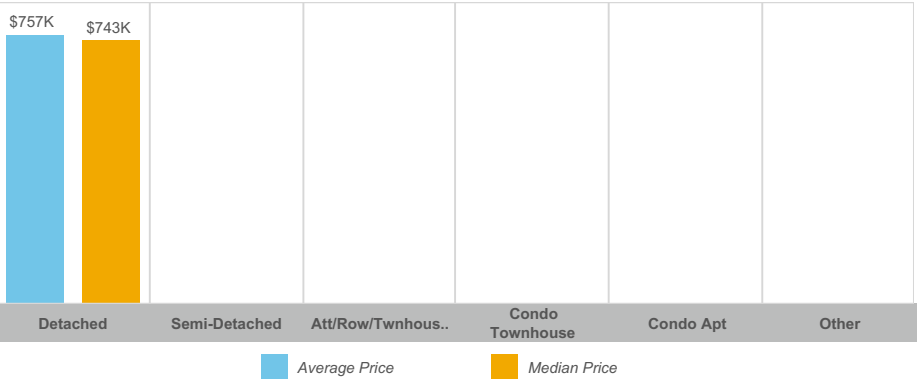 $757K
$743K
Detached
Semi-Detached
Att/Row/Twnhous..
Condo
Townhouse
Condo Apt
Other
Average Price
Median Price